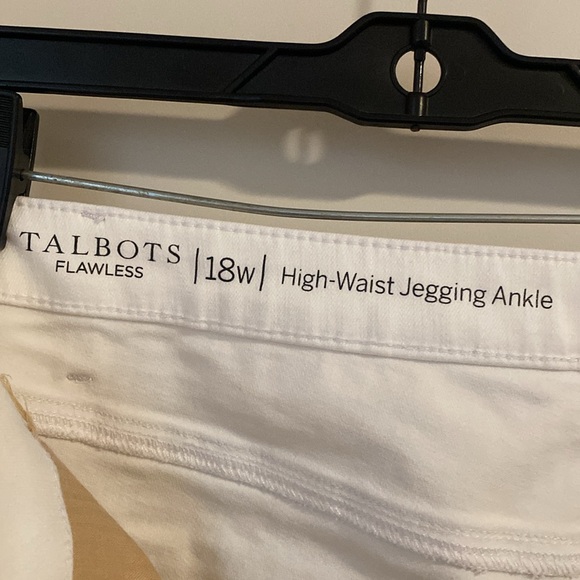 TALBOTS |18w| High-Waist Jegging Ankle
FLAWLESS